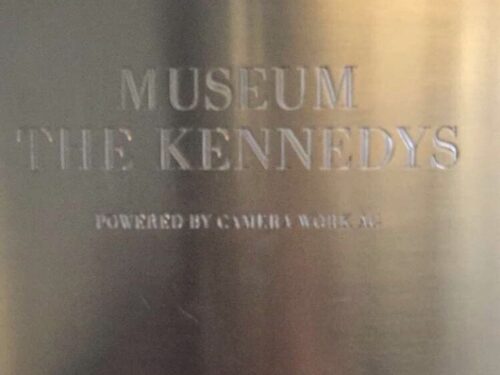 MUSEUM
THE KENNEDYS
POWERED BY CAMERA WORK AG